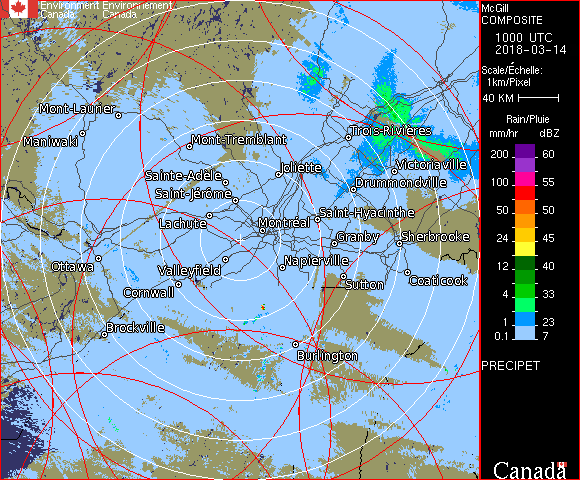 Environment Environnement
Canada Canada
McGill
COMPOSITE
1000 UTC
2018-03-14
Scale/Échelle:
1km/Pixel
40 KM
Rain/Pluie
mm/hr dBZ
200 60
100 55
50 50
24 45
12 40
4 33
1 23
0.1 7
PRECIPET
Canada
Mont-Laurier
Maniwaki
Mont-Tremblant
Trois-Rivières
Joliette
Victoriaville
Sainte-Adèle
Drummondville
Saint-Jérôme
Saint-Hyacinthe
Lachute
Montréal
Granby
Sherbrooke
Ottawa
Valleyfield
Napierville
Coaticook
Cornwall
Sutton
Brockville
Burlington